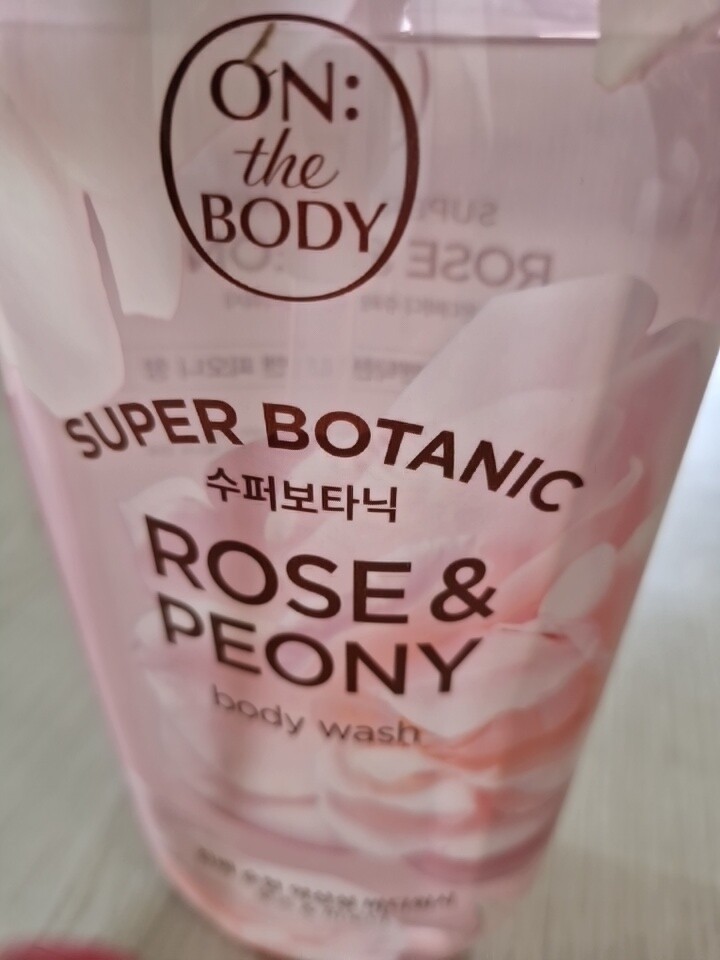 ON:
the
BODY
SUPER BOTANIC
수퍼보타닉
ROSE &
PEONY
body wash